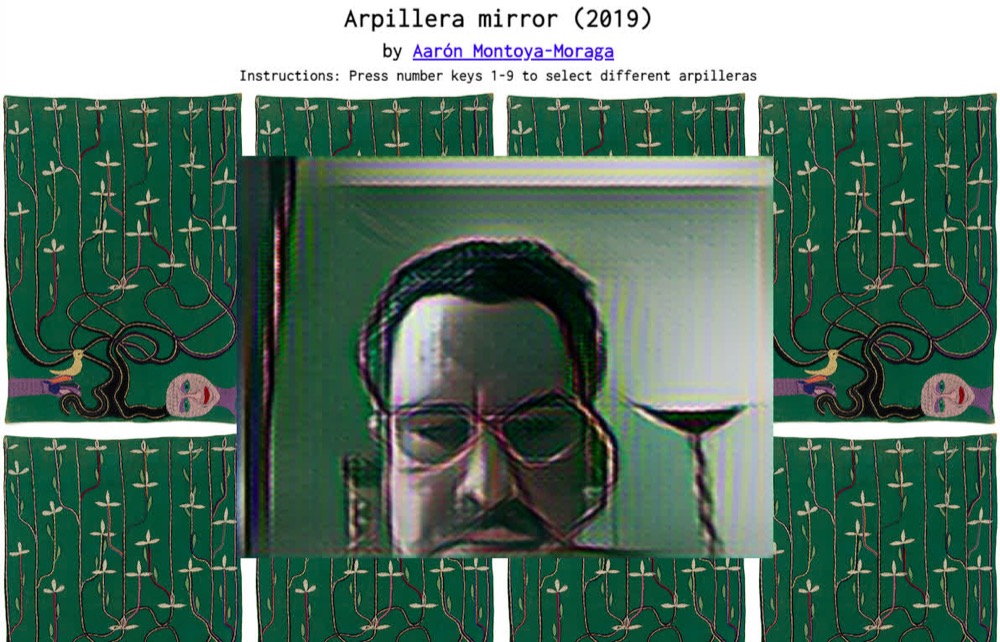 Arpillera mirror (2019)
by Aarón Montoya-Moraga
Instructions: Press number keys 1-9 to select different arpilleras